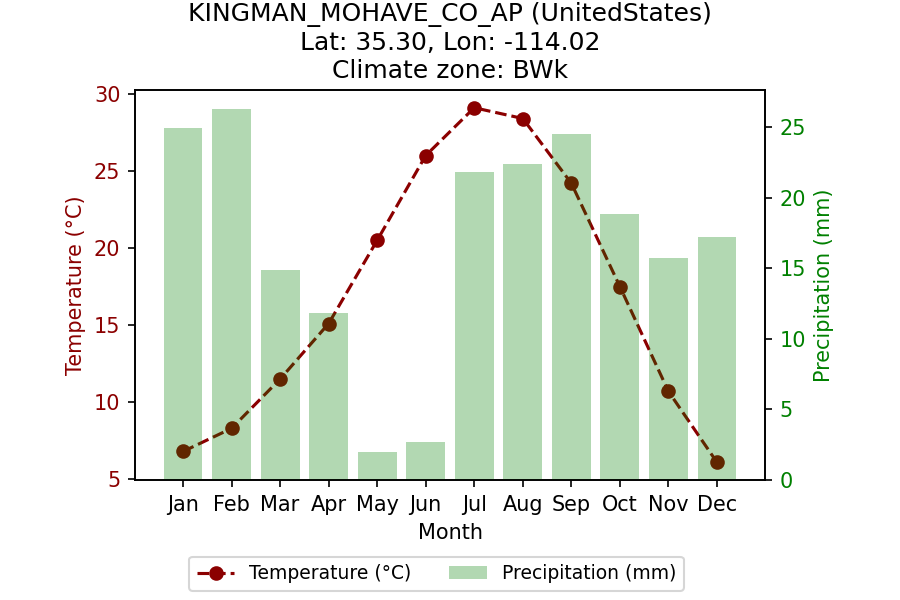 KINGMAN_MOHAVE_CO_AP (UnitedStates)
Lat: 35.30, Lon: -114.02
Climate zone: BWk
30
25
20
15
10
5
Temperature (°C)
25
20
15
10
5
0
Precipitation (mm)
Jan Feb Mar Apr May Jun Jul Aug Sep Oct Nov Dec
Month
Temperature (°C) Precipitation (mm)